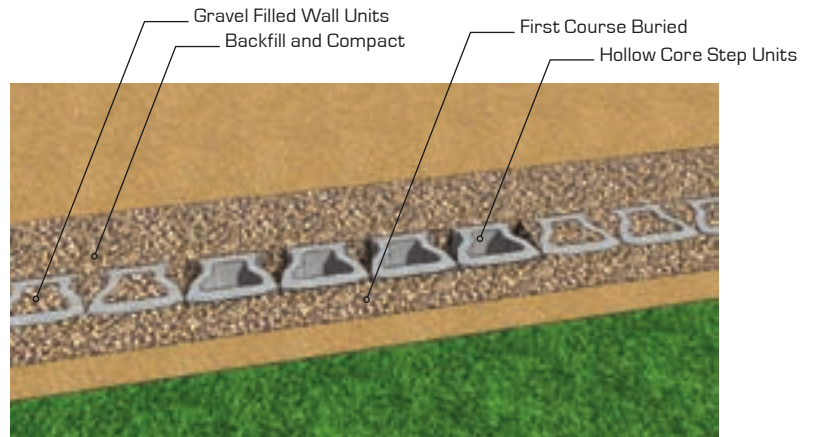 Gravel Filled Wall Units
Backfill and Compact
First Course Buried
Hollow Core Step Units